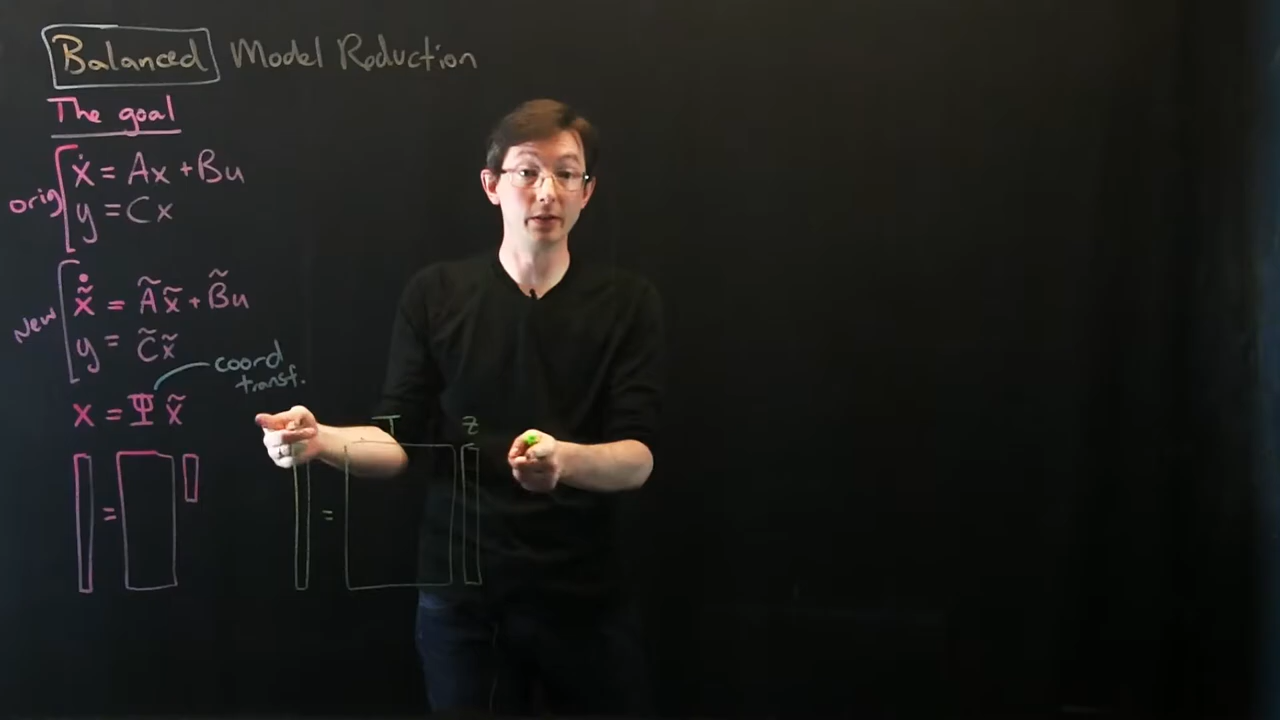 Balanced Model Reduction
The goal
orig
ẋ = Ax + Bu
y = Cx
New
x̃̇ = Ãx̃ + B̃u
y = C̃x̃
coord
transf.
x = Ψ x̃
T z
=
=